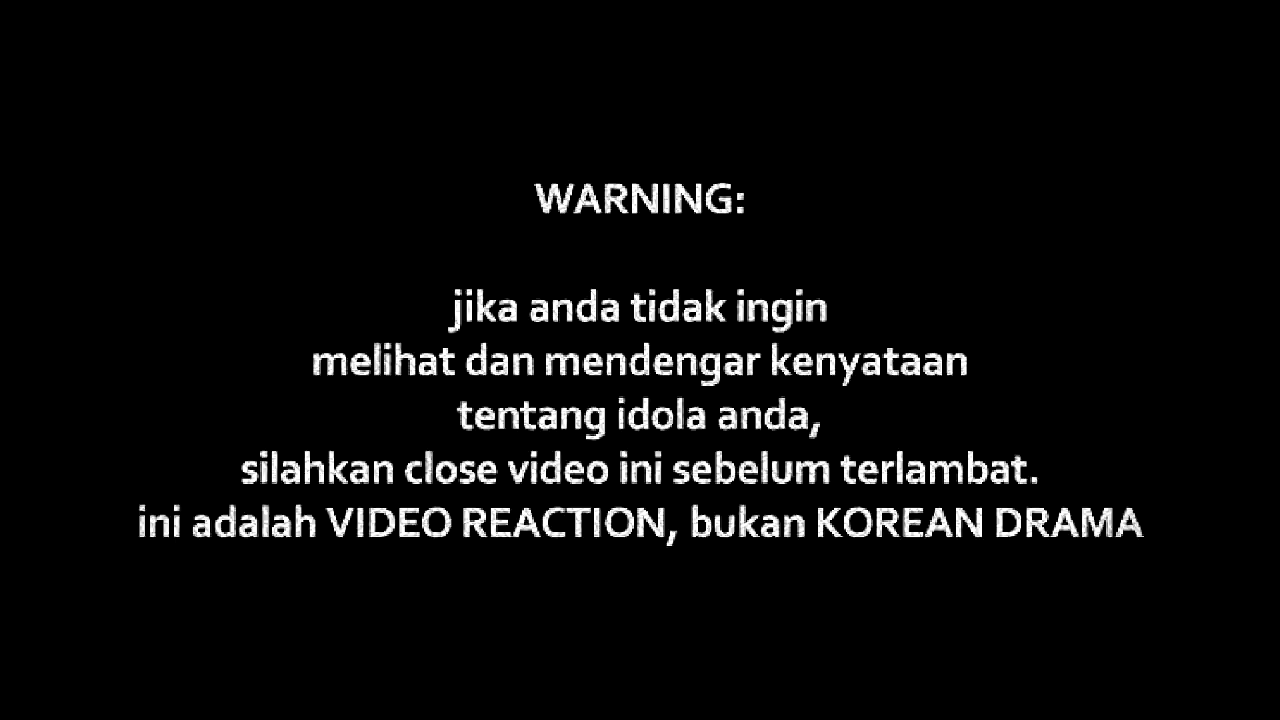 WARNING:
jika anda tidak ingin
melihat dan mendengar kenyataan
tentang idola anda,
silahkan close video ini sebelum terlambat.
ini adalah VIDEO REACTION, bukan KOREAN DRAMA